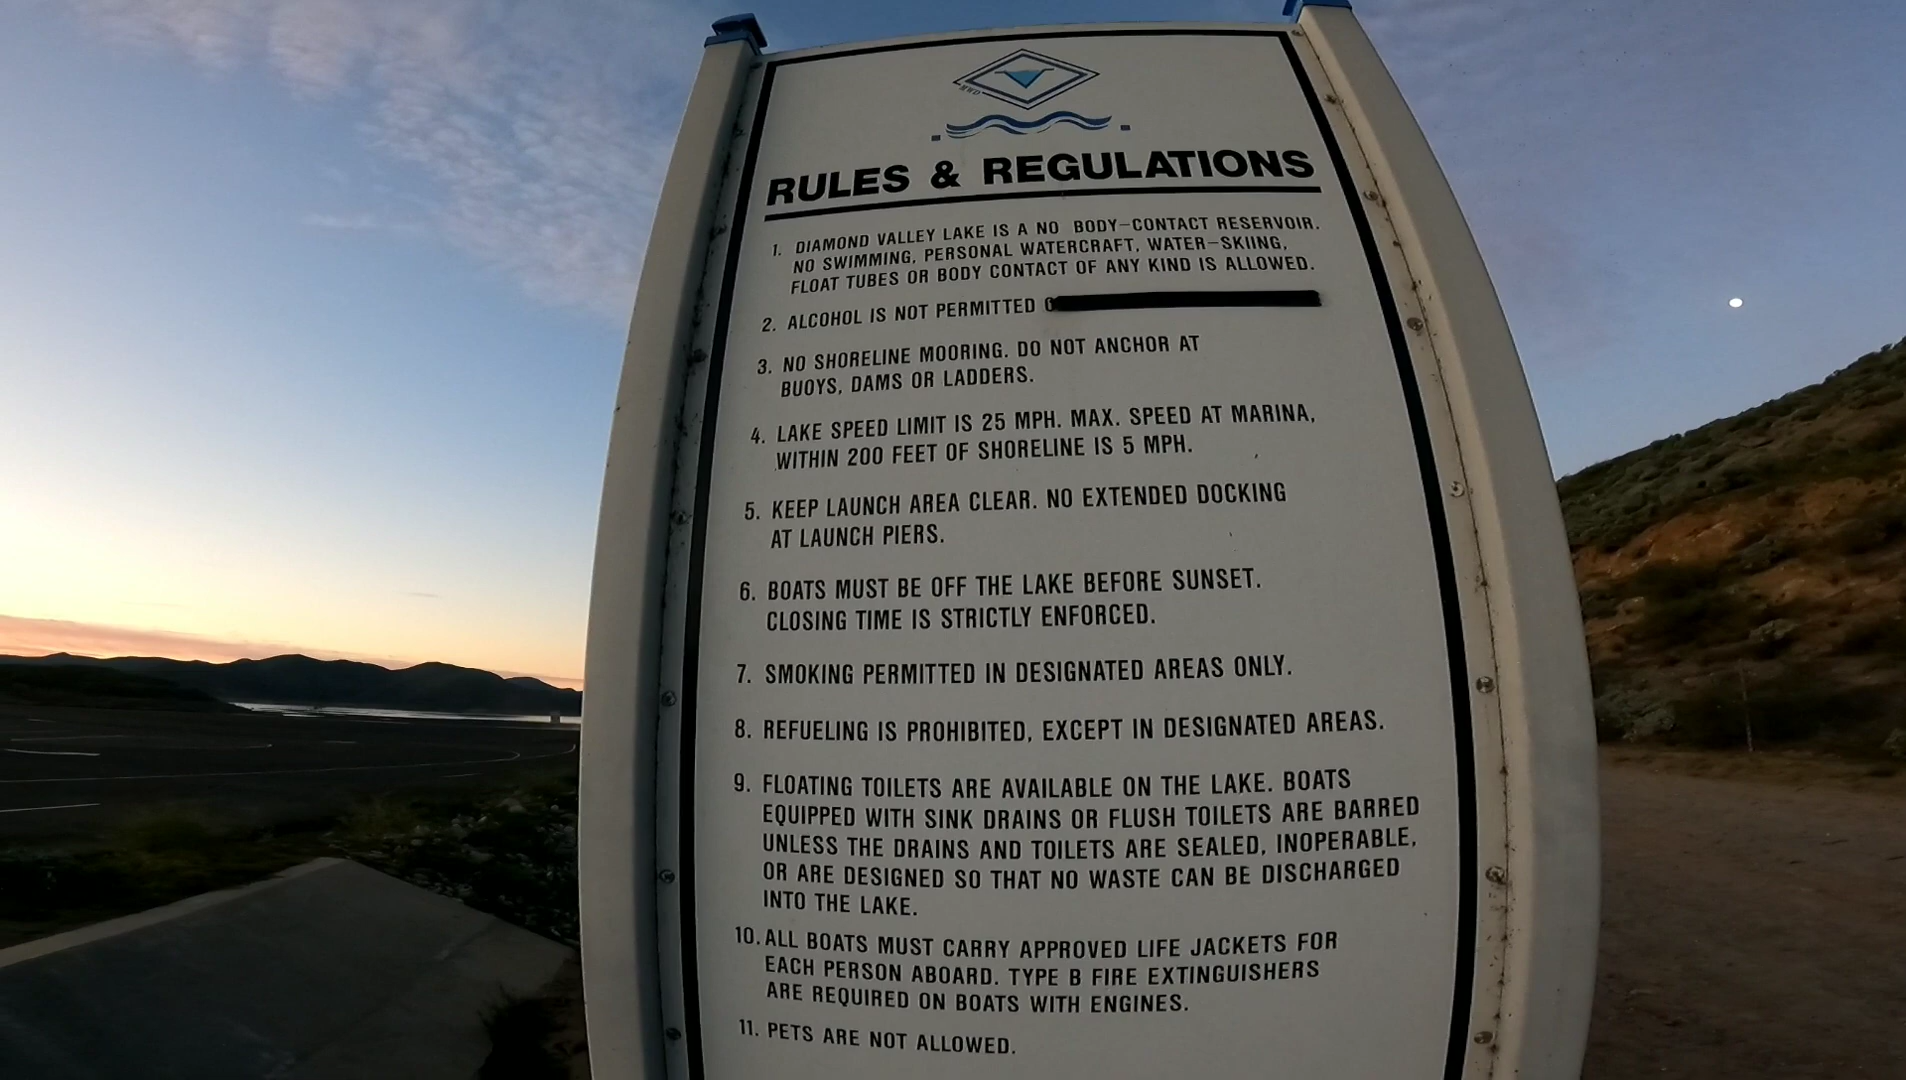 MWD
RULES & REGULATIONS
1. DIAMOND VALLEY LAKE IS A NO BODY-CONTACT RESERVOIR.
NO SWIMMING, PERSONAL WATERCRAFT, WATER-SKIING,
FLOAT TUBES OR BODY CONTACT OF ANY KIND IS ALLOWED.
2. ALCOHOL IS NOT PERMITTED
3. NO SHORELINE MOORING. DO NOT ANCHOR AT
BUOYS, DAMS OR LADDERS.
4. LAKE SPEED LIMIT IS 25 MPH. MAX. SPEED AT MARINA,
WITHIN 200 FEET OF SHORELINE IS 5 MPH.
5. KEEP LAUNCH AREA CLEAR. NO EXTENDED DOCKING
AT LAUNCH PIERS.
6. BOATS MUST BE OFF THE LAKE BEFORE SUNSET.
CLOSING TIME IS STRICTLY ENFORCED.
7. SMOKING PERMITTED IN DESIGNATED AREAS ONLY.
8. REFUELING IS PROHIBITED, EXCEPT IN DESIGNATED AREAS.
9. FLOATING TOILETS ARE AVAILABLE ON THE LAKE. BOATS
EQUIPPED WITH SINK DRAINS OR FLUSH TOILETS ARE BARRED
UNLESS THE DRAINS AND TOILETS ARE SEALED, INOPERABLE,
OR ARE DESIGNED SO THAT NO WASTE CAN BE DISCHARGED
INTO THE LAKE.
10. ALL BOATS MUST CARRY APPROVED LIFE JACKETS FOR
EACH PERSON ABOARD. TYPE B FIRE EXTINGUISHERS
ARE REQUIRED ON BOATS WITH ENGINES.
11. PETS ARE NOT ALLOWED.